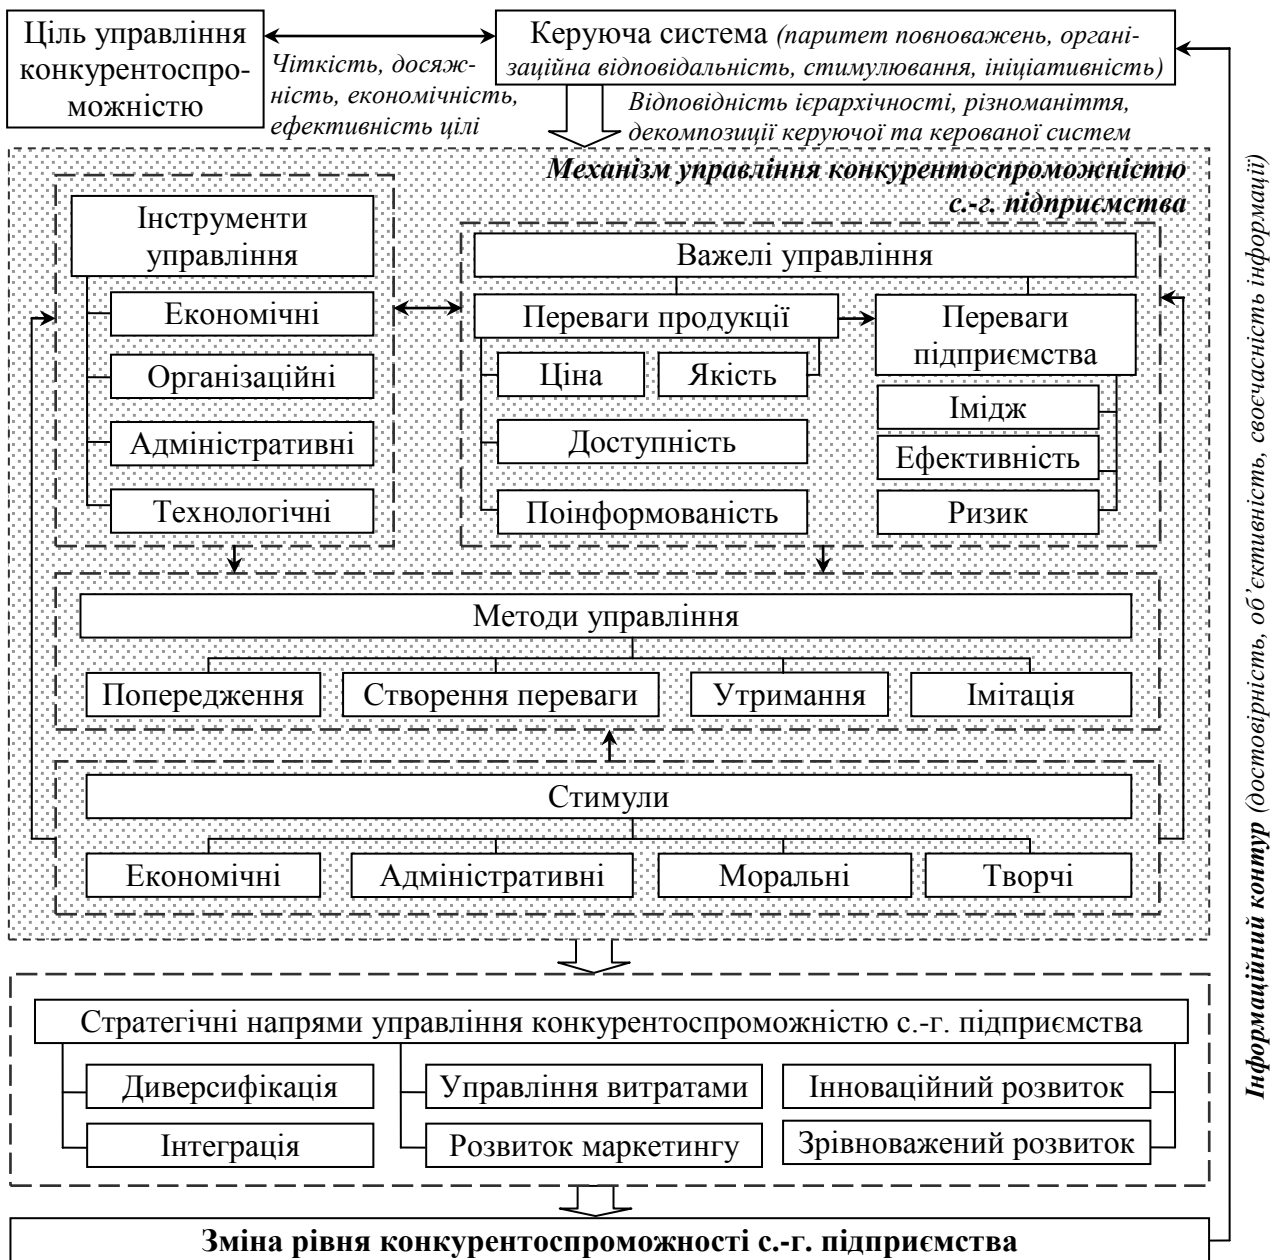 Ціль управління
конкурентоспро-
можністю
Керуюча система (паритет повноважень, органі-
заційна відповідальність, стимулювання, ініціативність)
Чіткість, досяж-
ність, економічність,
ефективність цілі
Відповідність ієрархічності, різноманіття,
декомпозиції керуючої та керованої систем
Механізм управління конкурентоспроможністю
с.-г. підприємства
Інструменти
управління
Економічні
Організаційні
Адміністративні
Технологічні
Важелі управління
Переваги продукції
Ціна
Якість
Доступність
Поінформованість
Переваги
підприємства
Імідж
Ефективність
Ризик
Методи управління
Попередження
Створення переваги
Утримання
Імітація
Стимули
Економічні
Адміністративні
Моральні
Творчі
Стратегічні напрями управління конкурентоспроможністю с.-г. підприємства
Диверсифікація
Управління витратами
Інноваційний розвиток
Інтеграція
Розвиток маркетингу
Зрівноважений розвиток
Зміна рівня конкурентоспроможності с.-г. підприємства
Інформаційний контур (достовірність, об’єктивність, своєчасність інформації)